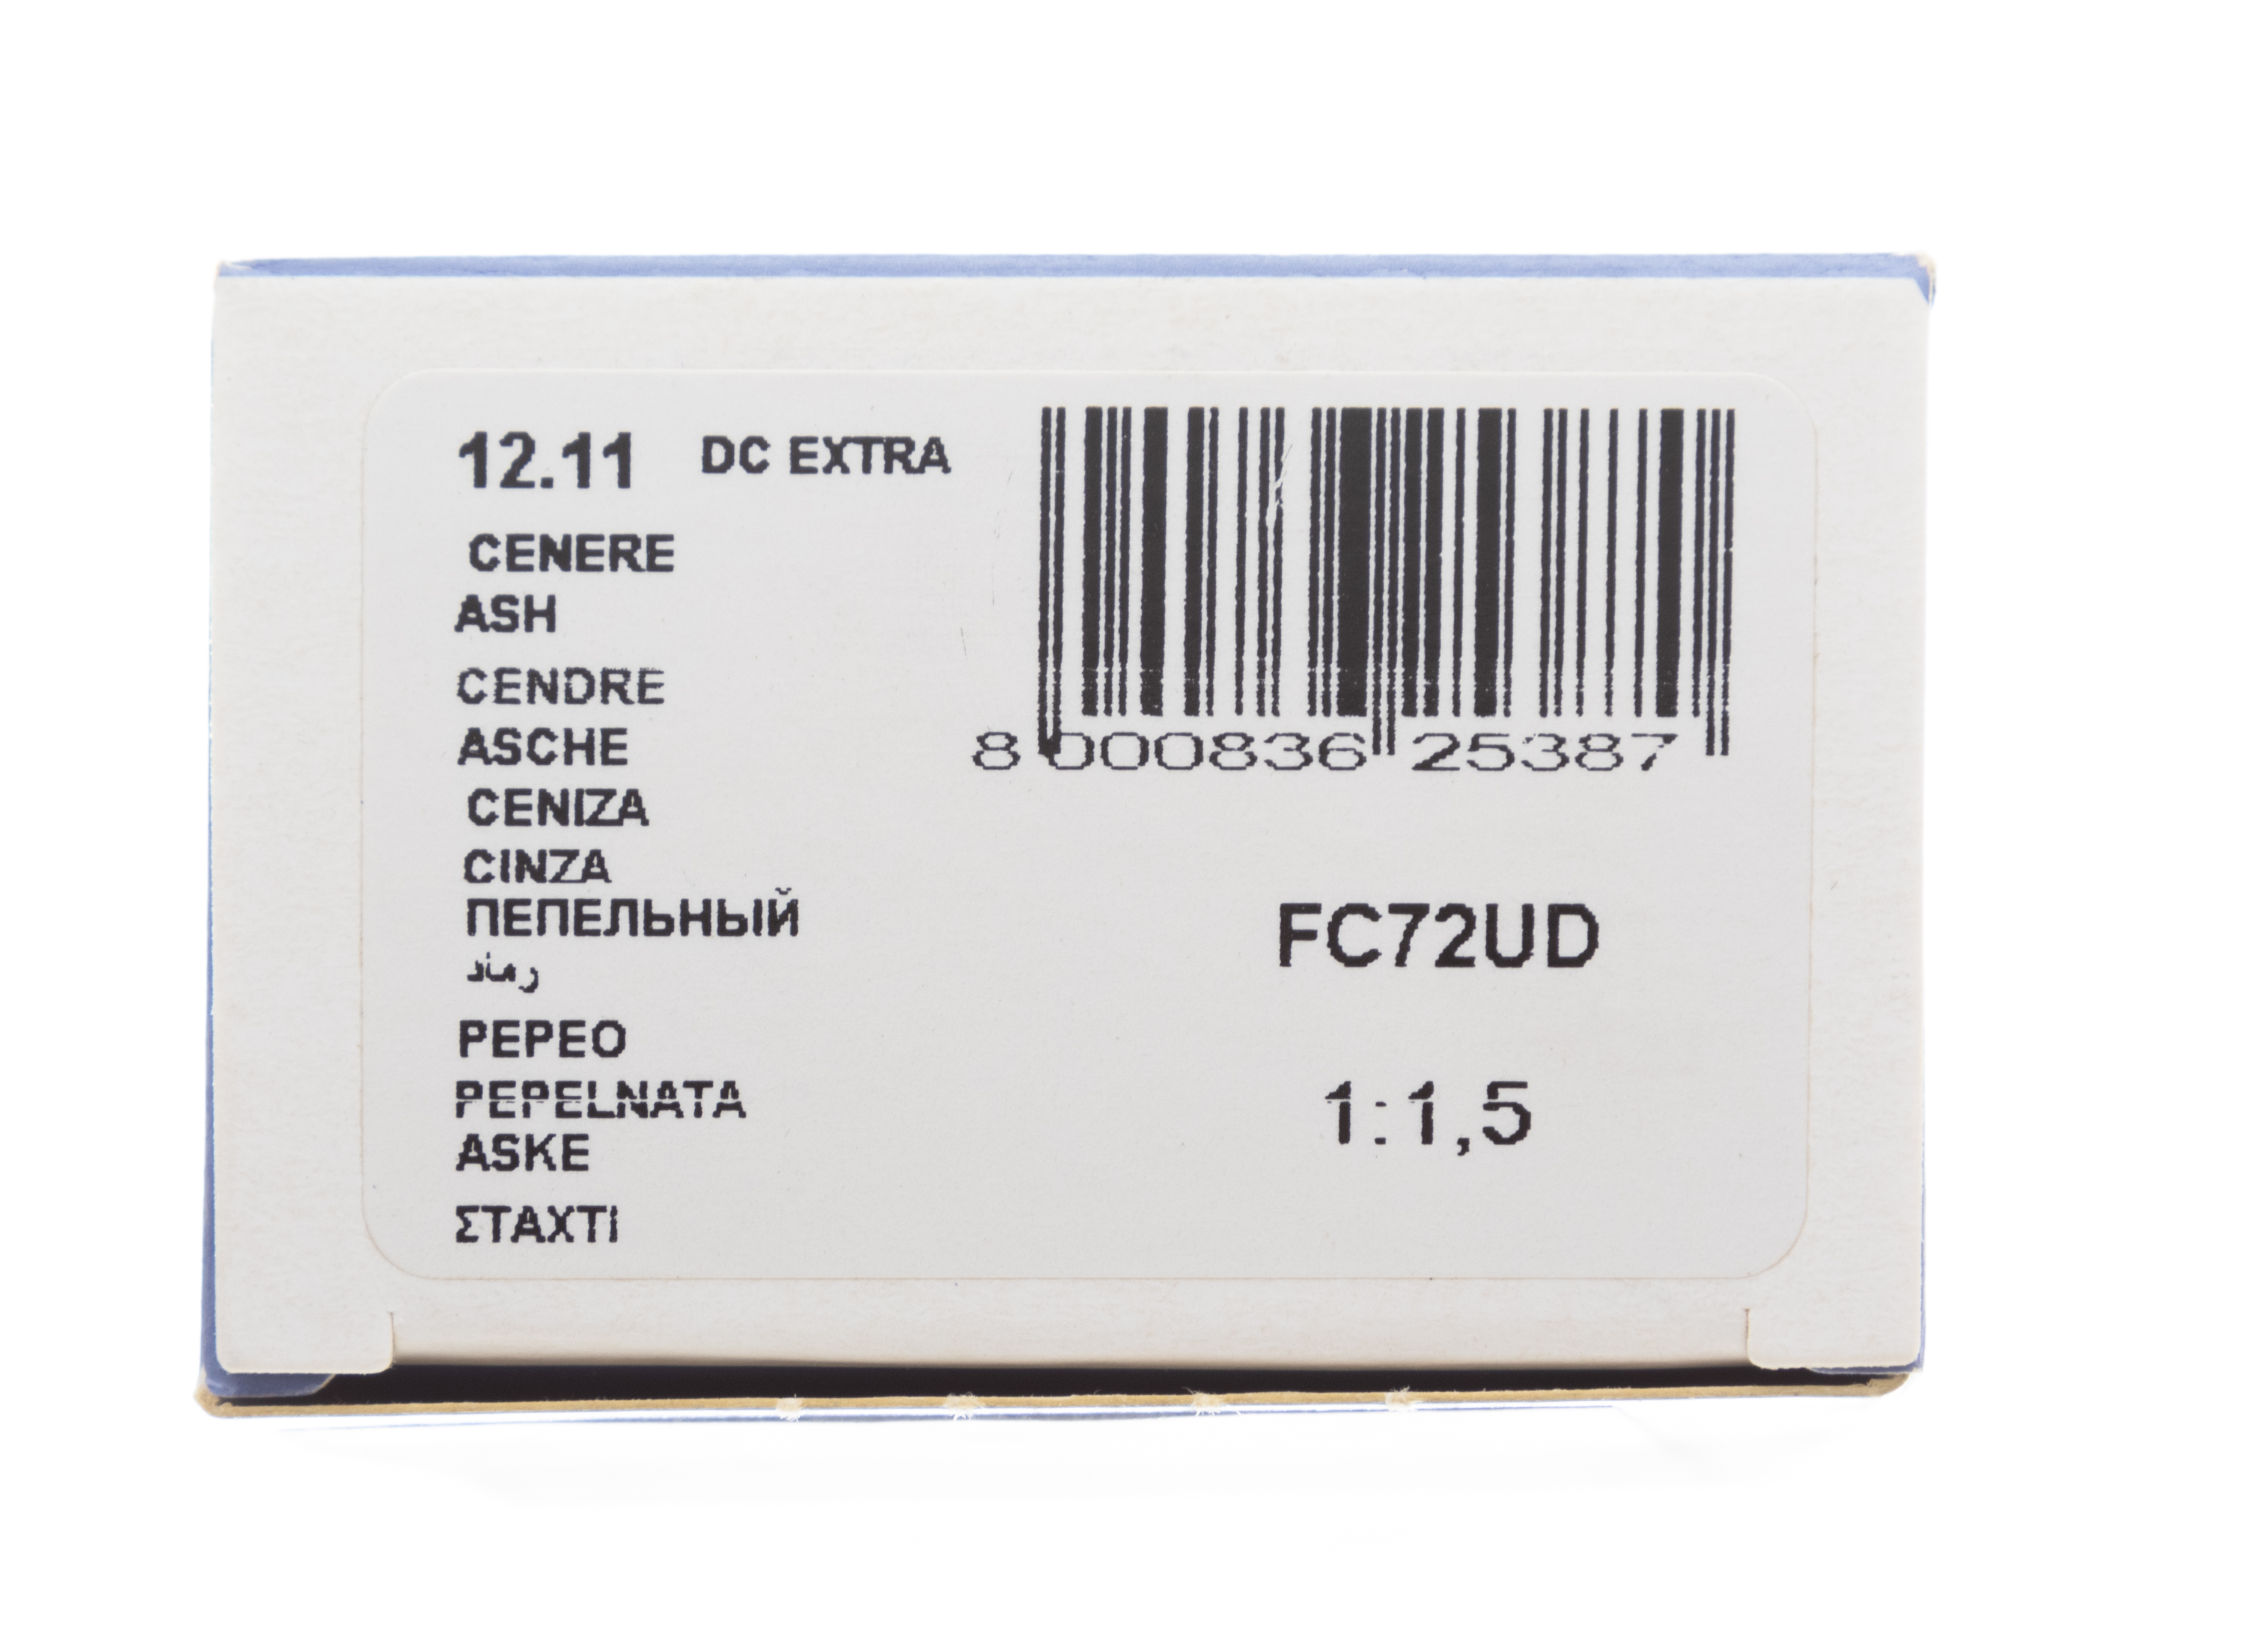 12.11 DC EXTRA
CENERE
ASH
CENDRE
ASCHE
CENIZA
CINZA
ПЕПЕЛЬНЫЙ
رماد
PEPEO
PEPELNATA
ASKE
ΣΤΑΧΤΙ
8 000836 25387
FC72UD
1:1,5